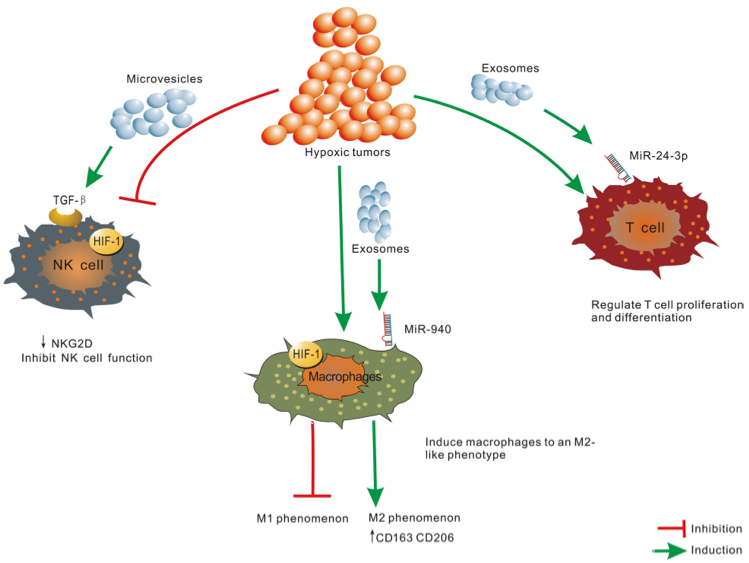 Microvesicles
Exosomes
Hypoxic tumors
MiR-24-3p
TGF-β
T cell
HIF-1
NK cell
Exosomes
Regulate T cell proliferation
and differentiation
MiR-940
↓ NKG2D
Inhibit NK cell function
HIF-1
Macrophages
Induce macrophages to an M2-
like phenotype
M1 phenomenon
M2 phenomenon
↑CD163 CD206
Inhibition
Induction